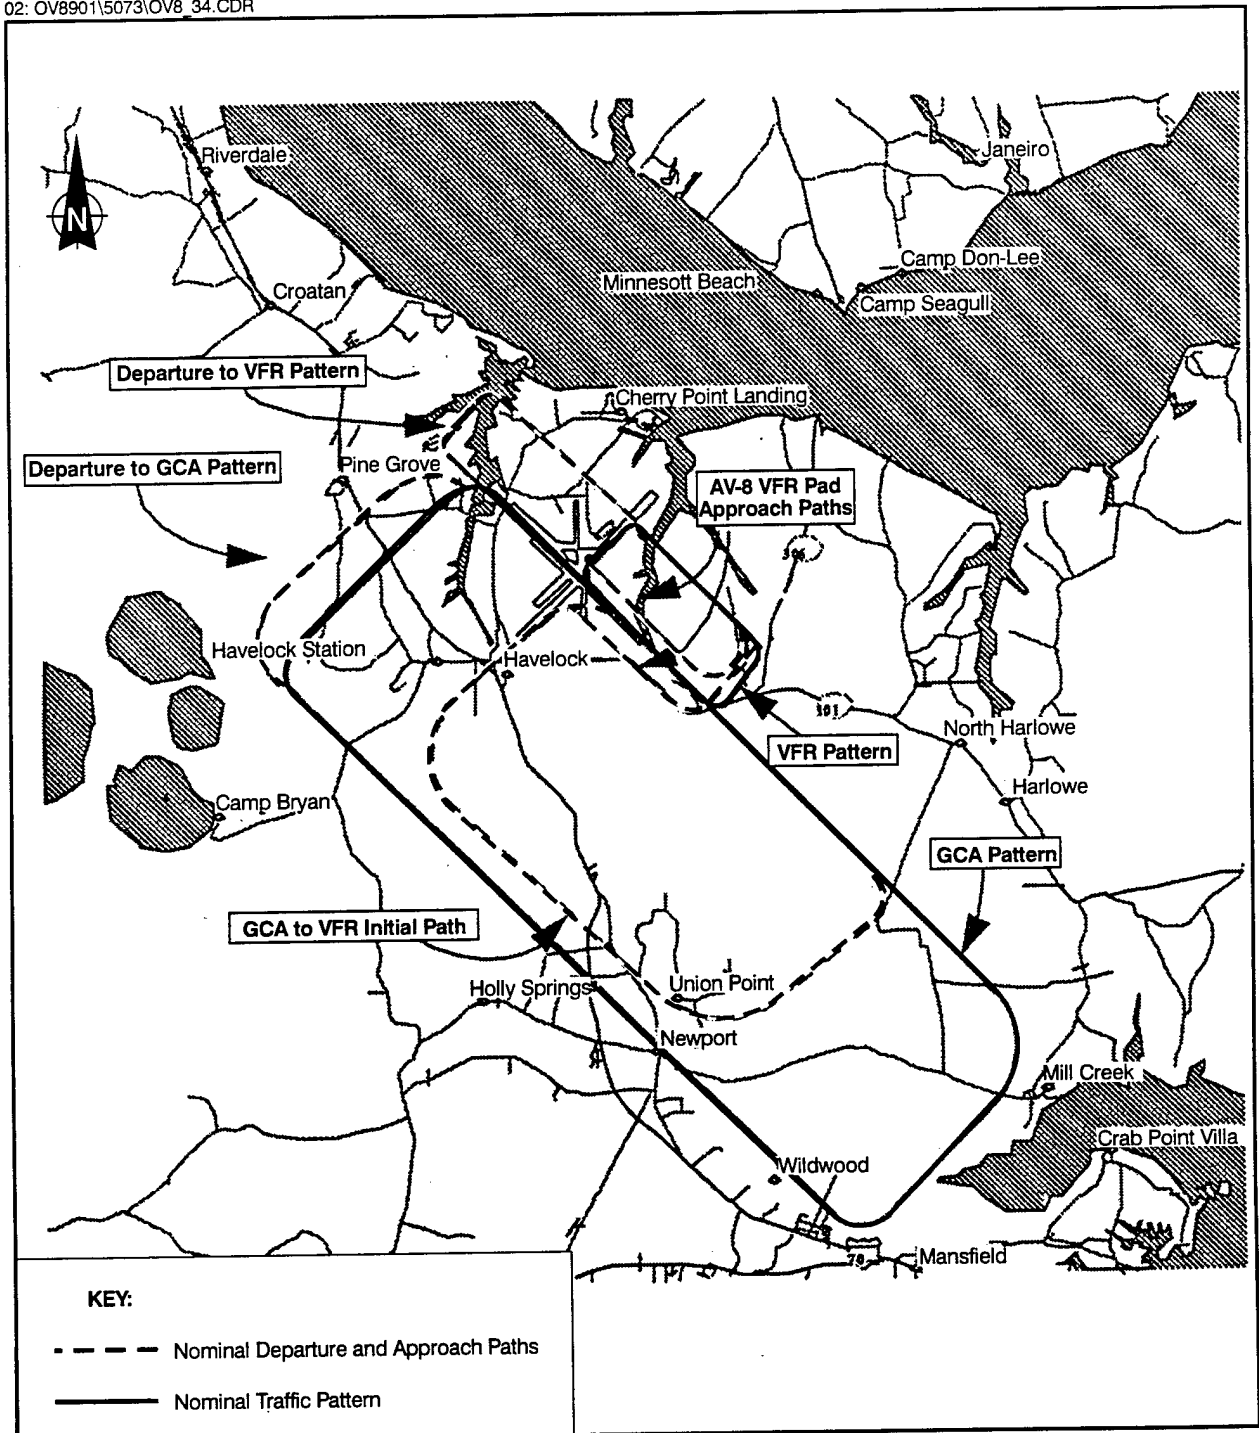 02: OV8901\5073\OV8_34.CDR
Riverdale
Janeiro
N
Camp Don-Lee
Minnesott Beach
Croatan
Camp Seagull
Departure to VFR Pattern
Cherry Point Landing
Departure to GCA Pattern
Pine Grove
AV-8 VFR Pad
Approach Paths
306
Havelock Station
Havelock
101
North Harlowe
VFR Pattern
Harlowe
Camp Bryan
GCA Pattern
GCA to VFR Initial Path
Holly Springs
Union Point
Newport
Mill Creek
Crab Point Villa
Wildwood
70
Mansfield
KEY:
Nominal Departure and Approach Paths
Nominal Traffic Pattern